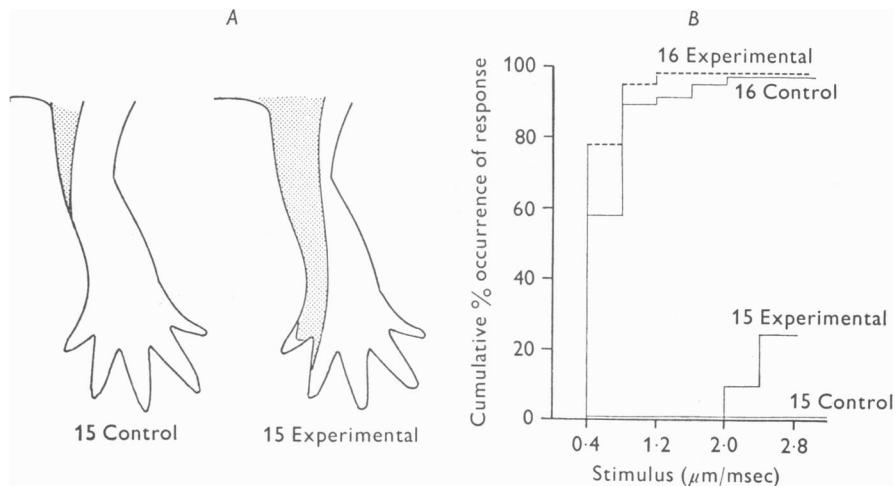 A
B
15 Control
15 Experimental
Cumulative % occurrence of response
100
80
60
40
20
0
16 Experimental
16 Control
15 Experimental
15 Control
0·4
1·2
2·0
2·8
Stimulus (μm/msec)